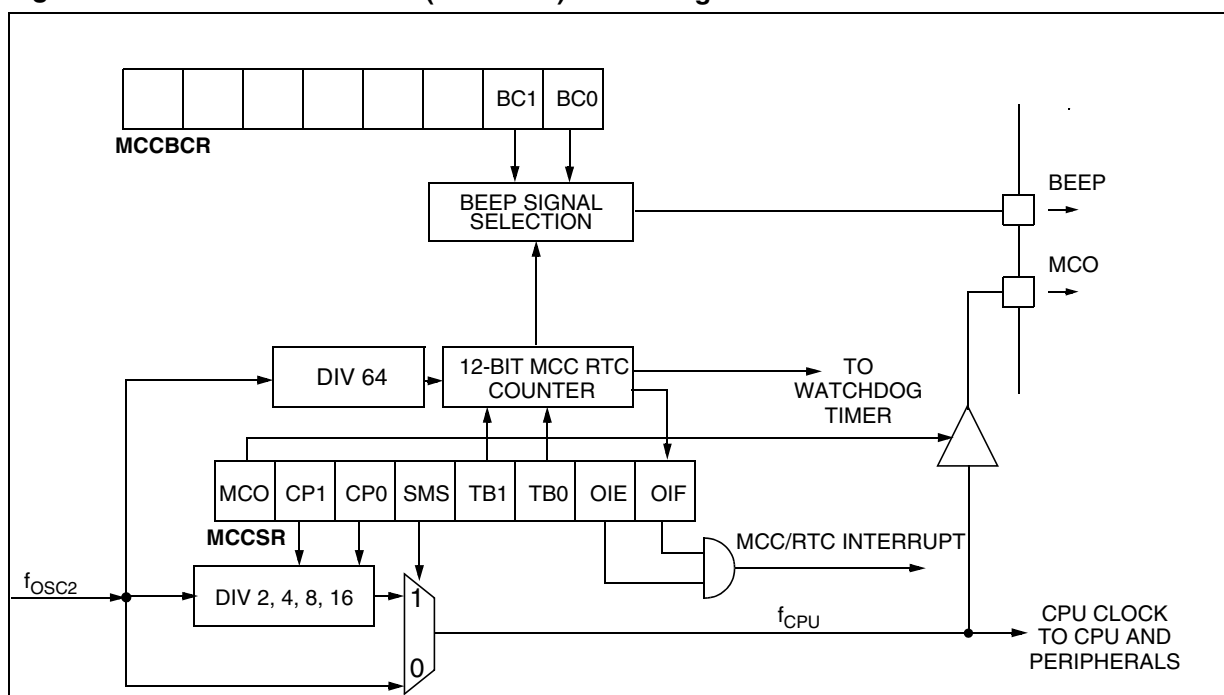 BC1 BC0
MCCBCR
BEEP SIGNAL
SELECTION
BEEP
MCO
DIV 64
12-BIT MCC RTC
COUNTER
TO
WATCHDOG
TIMER
MCO CP1 CP0 SMS TB1 TB0 OIE OIF
MCCSR
MCC/RTC INTERRUPT
fOSC2
DIV 2, 4, 8, 16
1
0
fCPU
CPU CLOCK
TO CPU AND
PERIPHERALS